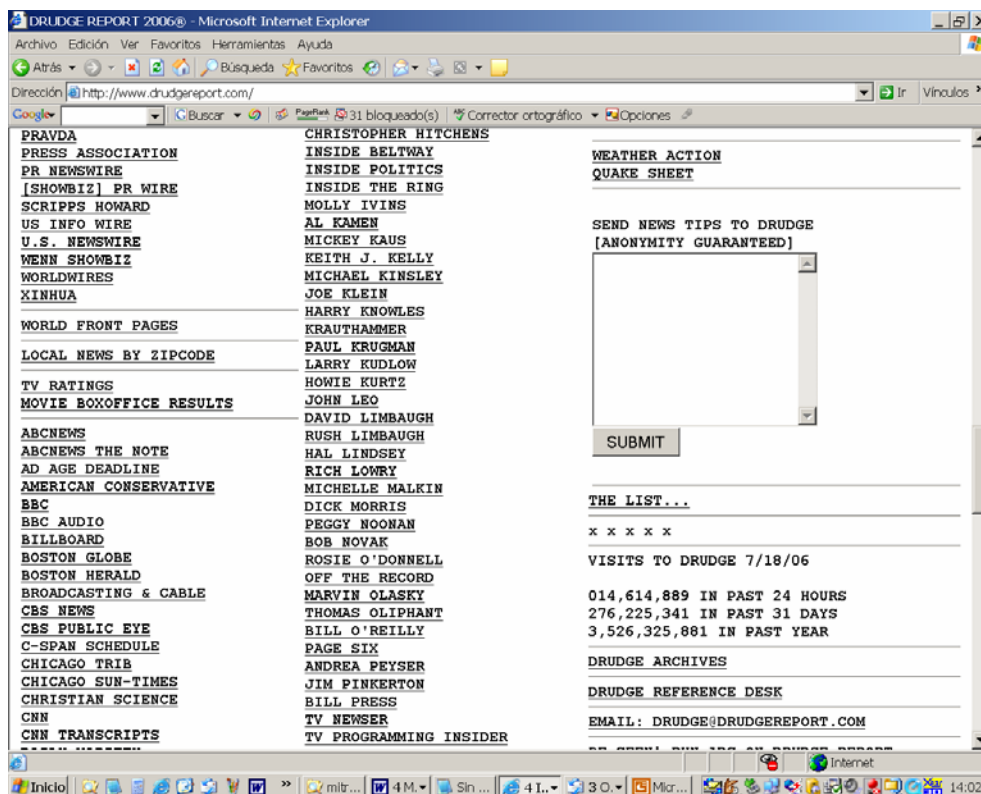 DRUDGE REPORT 2006® - Microsoft Internet Explorer
Archivo Edición Ver Favoritos Herramientas Ayuda
Atrás Búsqueda Favoritos
Dirección http://www.drudgereport.com/ Ir Vínculos
Google Buscar PageRank 31 bloqueado(s) Corrector ortográfico Opciones
PRAVDA
PRESS ASSOCIATION
PR NEWSWIRE
[SHOWBIZ] PR WIRE
SCRIPPS HOWARD
US INFO WIRE
U.S. NEWSWIRE
WENN SHOWBIZ
WORLDWIRES
XINHUA
WORLD FRONT PAGES
LOCAL NEWS BY ZIPCODE
TV RATINGS
MOVIE BOXOFFICE RESULTS
ABCNEWS
ABCNEWS THE NOTE
AD AGE DEADLINE
AMERICAN CONSERVATIVE
BBC
BBC AUDIO
BILLBOARD
BOSTON GLOBE
BOSTON HERALD
BROADCASTING & CABLE
CBS NEWS
CBS PUBLIC EYE
C-SPAN SCHEDULE
CHICAGO TRIB
CHICAGO SUN-TIMES
CHRISTIAN SCIENCE
CNN
CNN TRANSCRIPTS
CHRISTOPHER HITCHENS
INSIDE BELTWAY
INSIDE POLITICS
INSIDE THE RING
MOLLY IVINS
AL KAMEN
MICKEY KAUS
KEITH J. KELLY
MICHAEL KINSLEY
JOE KLEIN
HARRY KNOWLES
KRAUTHAMMER
PAUL KRUGMAN
LARRY KUDLOW
HOWIE KURTZ
JOHN LEO
DAVID LIMBAUGH
RUSH LIMBAUGH
HAL LINDSEY
RICH LOWRY
MICHELLE MALKIN
DICK MORRIS
PEGGY NOONAN
BOB NOVAK
ROSIE O'DONNELL
OFF THE RECORD
MARVIN OLASKY
THOMAS OLIPHANT
BILL O'REILLY
PAGE SIX
ANDREA PEYSER
JIM PINKERTON
BILL PRESS
TV NEWSER
TV PROGRAMMING INSIDER
WEATHER ACTION
QUAKE SHEET
SEND NEWS TIPS TO DRUDGE
[ANONYMITY GUARANTEED]
SUBMIT
THE LIST...
x x x x x
VISITS TO DRUDGE 7/18/06
014,614,889 IN PAST 24 HOURS
276,225,341 IN PAST 31 DAYS
3,526,325,881 IN PAST YEAR
DRUDGE ARCHIVES
DRUDGE REFERENCE DESK
EMAIL: DRUDGE@DRUDGEREPORT.COM
Internet
Inicio mitr... 4 M. Sin ... 4 I.. 3 O. Micr... 14:02